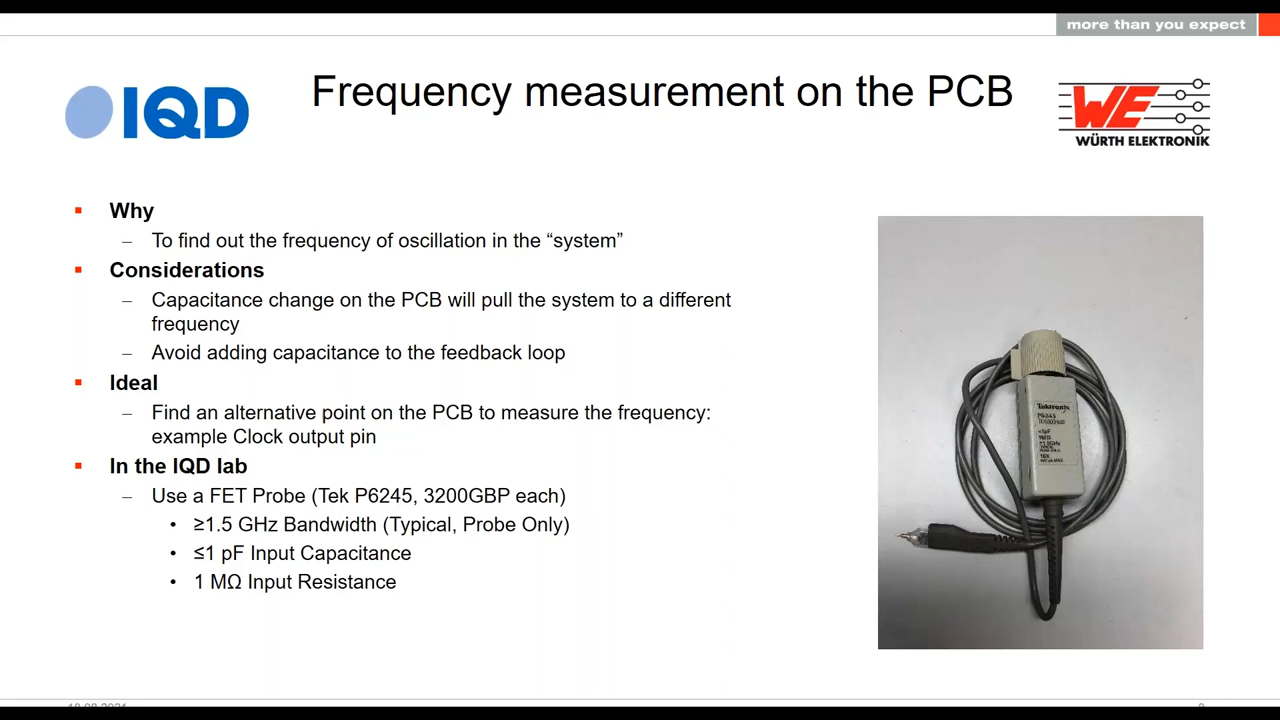 more than you expect
IQD
Frequency measurement on the PCB
WE
WÜRTH ELEKTRONIK
Why
– To find out the frequency of oscillation in the “system”
Considerations
– Capacitance change on the PCB will pull the system to a different
frequency
– Avoid adding capacitance to the feedback loop
Ideal
– Find an alternative point on the PCB to measure the frequency:
example Clock output pin
In the IQD lab
– Use a FET Probe (Tek P6245, 3200GBP each)
• ≥1.5 GHz Bandwidth (Typical, Probe Only)
• ≤1 pF Input Capacitance
• 1 MΩ Input Resistance
Tektronix
<1pF
1MΩ
10X